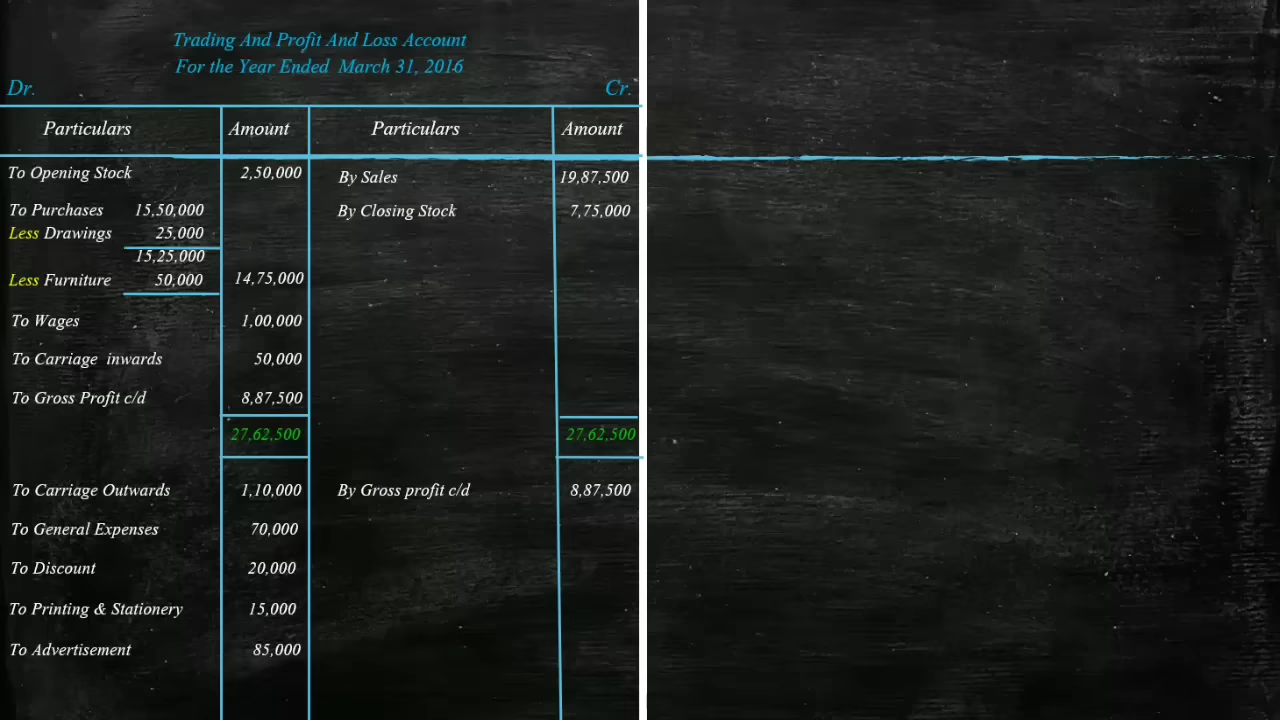 Trading And Profit And Loss Account
For the Year Ended March 31, 2016
Dr. Cr.
Particulars Amount Particulars Amount
To Opening Stock 2,50,000 By Sales 19,87,500
To Purchases 15,50,000 By Closing Stock 7,75,000
Less Drawings 25,000
15,25,000
Less Furniture 50,000 14,75,000
To Wages 1,00,000
To Carriage inwards 50,000
To Gross Profit c/d 8,87,500
27,62,500 27,62,500
To Carriage Outwards 1,10,000 By Gross profit c/d 8,87,500
To General Expenses 70,000
To Discount 20,000
To Printing & Stationery 15,000
To Advertisement 85,000